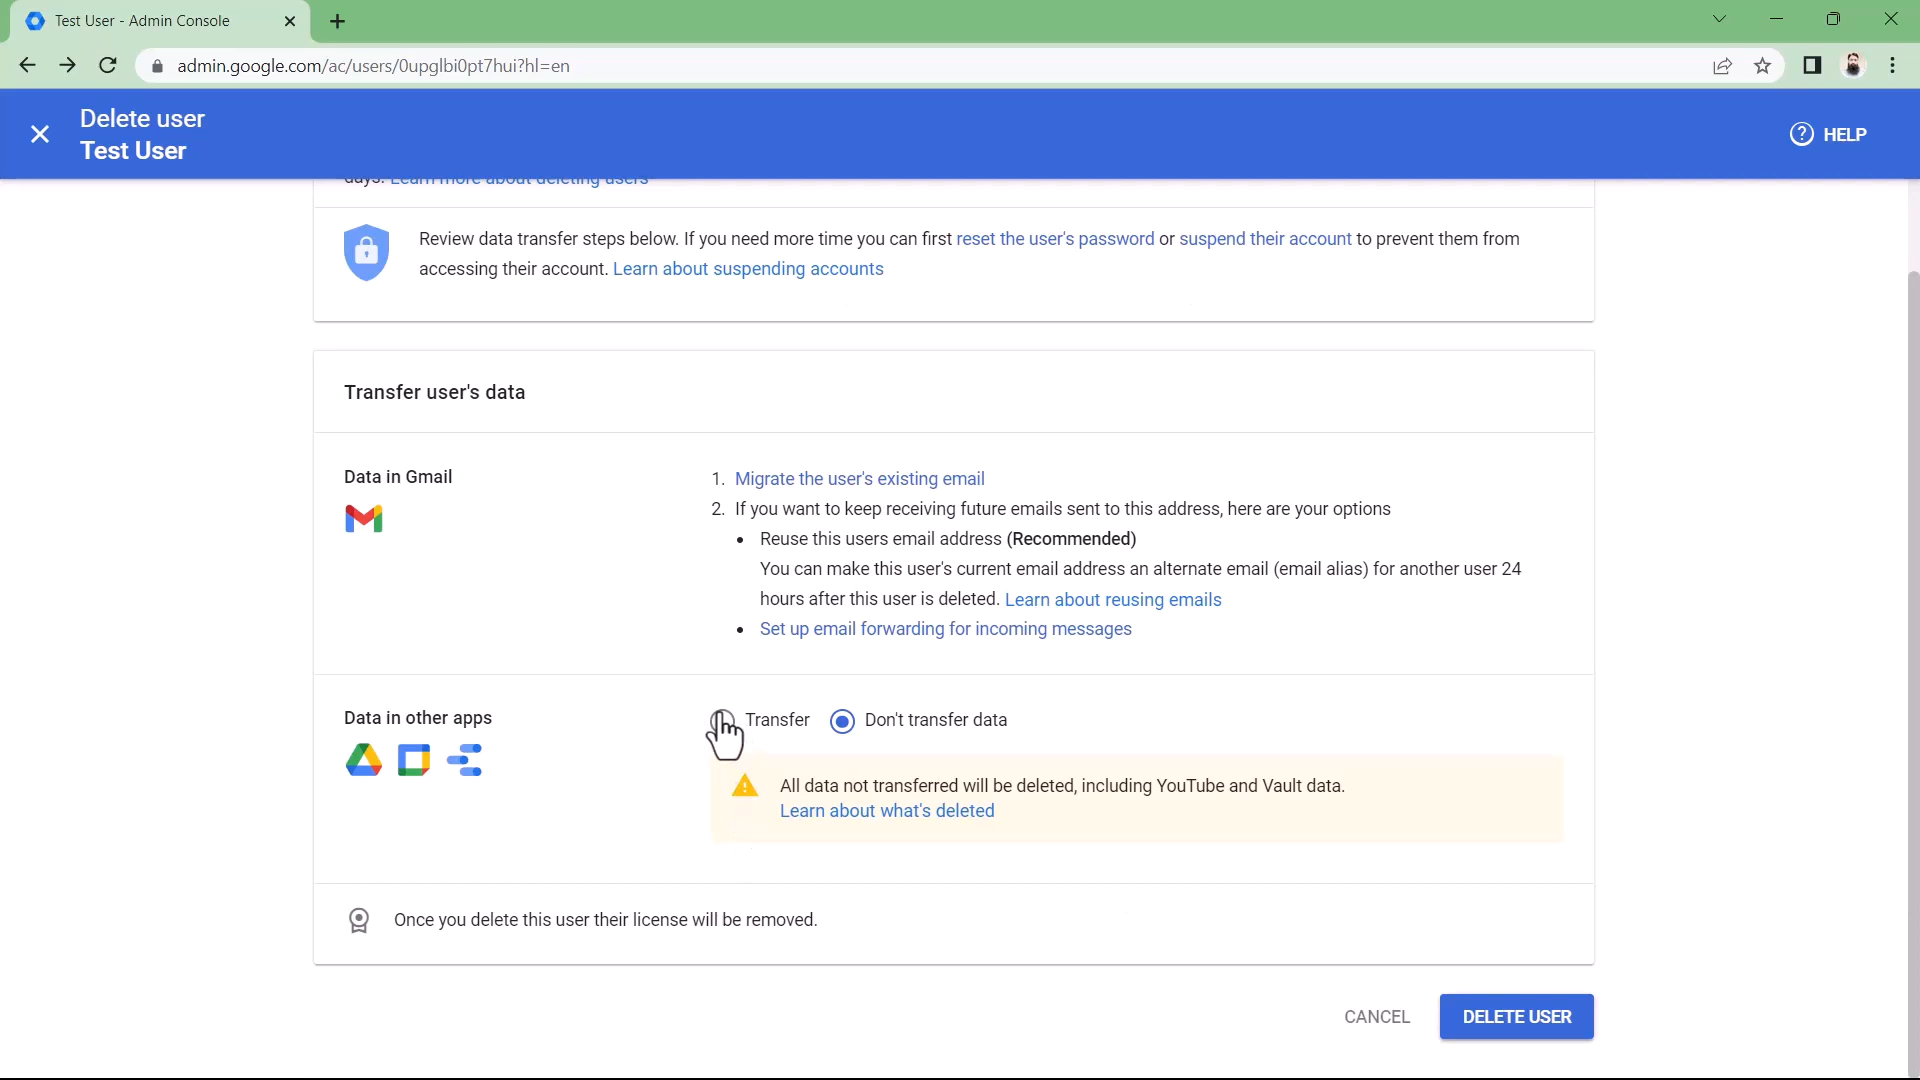 Test User - Admin Console
admin.google.com/ac/users/0upglbi0pt7hui?hl=en
Delete user
Test User
HELP
days. Learn more about deleting users
Review data transfer steps below. If you need more time you can first reset the user's password or suspend their account to prevent them from
accessing their account. Learn about suspending accounts
Transfer user's data
Data in Gmail
1. Migrate the user's existing email
2. If you want to keep receiving future emails sent to this address, here are your options
• Reuse this users email address (Recommended)
You can make this user's current email address an alternate email (email alias) for another user 24
hours after this user is deleted. Learn about reusing emails
• Set up email forwarding for incoming messages
Data in other apps
Transfer
Don't transfer data
All data not transferred will be deleted, including YouTube and Vault data.
Learn about what's deleted
Once you delete this user their license will be removed.
CANCEL
DELETE USER